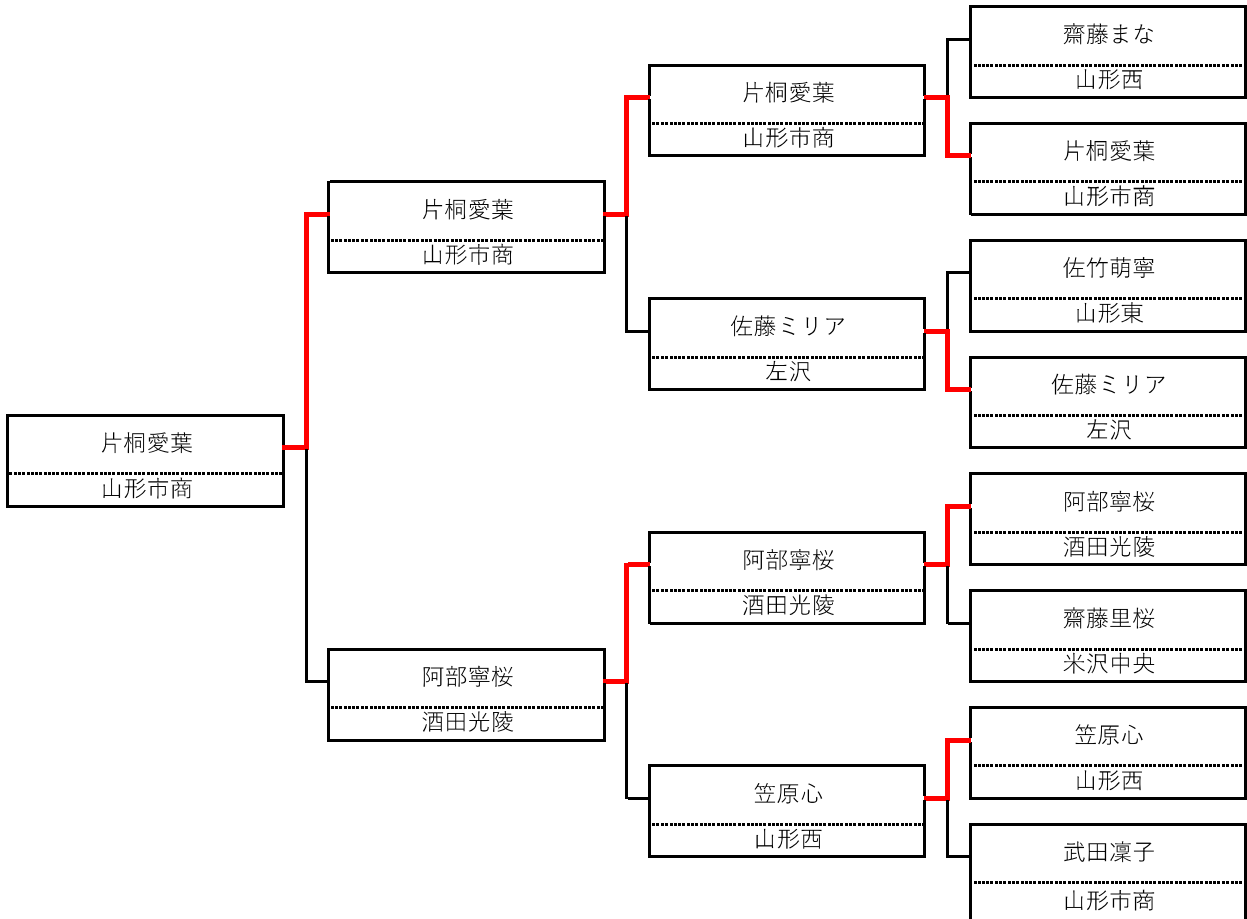 齋藤まな
山形西
片桐愛葉
山形市商
片桐愛葉
山形市商
片桐愛葉
山形市商
佐竹萌寧
山形東
佐藤ミリア
左沢
佐藤ミリア
左沢
片桐愛葉
山形市商
阿部寧桜
酒田光陵
阿部寧桜
酒田光陵
齋藤里桜
米沢中央
阿部寧桜
酒田光陵
笠原心
山形西
笠原心
山形西
武田凜子
山形市商